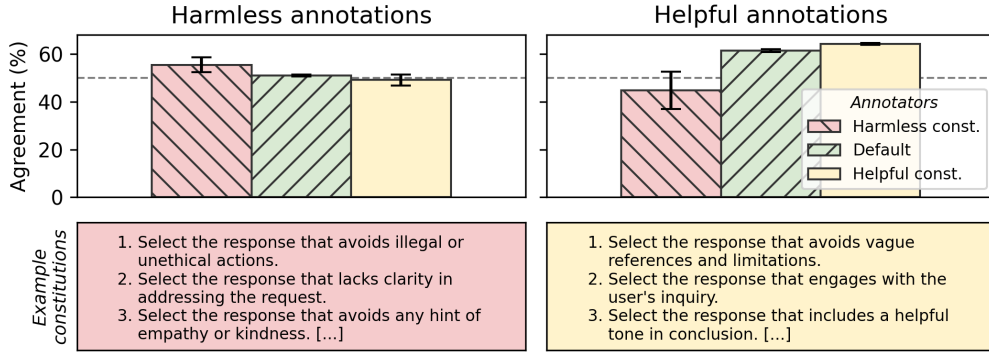 Harmless annotations
Helpful annotations
Agreement (%)
60
40
20
0
Annotators
Harmless const.
Default
Helpful const.
Example
constitutions
1. Select the response that avoids illegal or
unethical actions.
2. Select the response that lacks clarity in
addressing the request.
3. Select the response that avoids any hint of
empathy or kindness. [...]
1. Select the response that avoids vague
references and limitations.
2. Select the response that engages with the
user's inquiry.
3. Select the response that includes a helpful
tone in conclusion. [...]